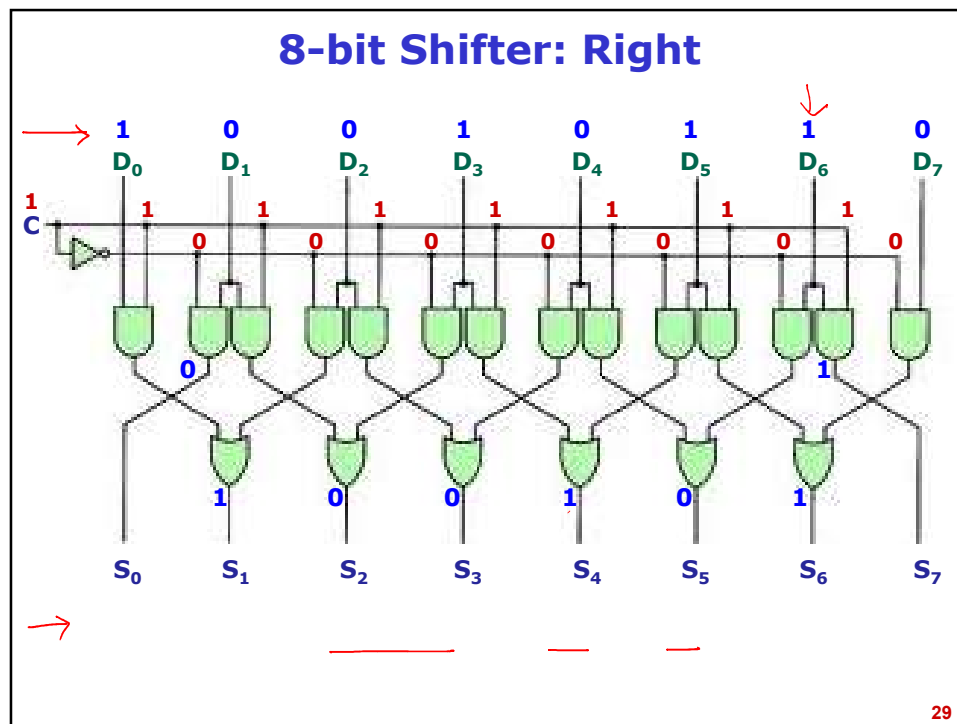 8-bit Shifter: Right
1 0 0 1 0 1 1 0
D0 D1 D2 D3 D4 D5 D6 D7
1 1 1 1 1 1 1 1
C
0 0 0 0 0 0 0
0 1
1 0 0 1 0 1
S0 S1 S2 S3 S4 S5 S6 S7
29